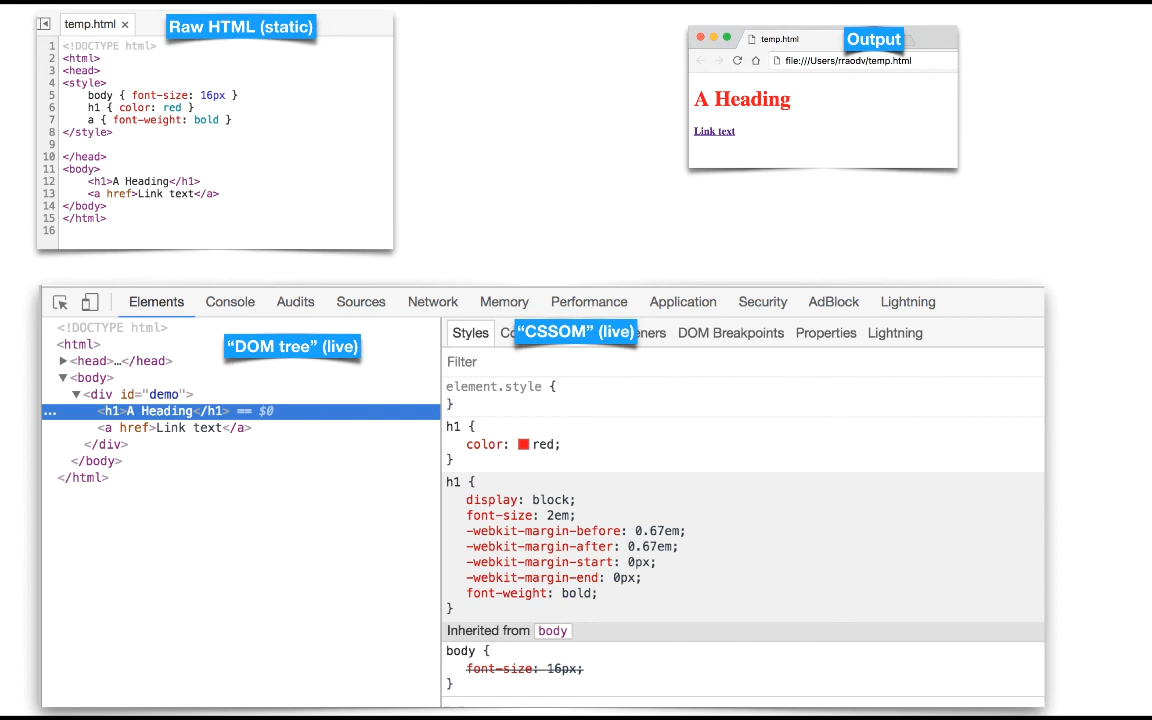 temp.html ×
Raw HTML (static)
1 <!DOCTYPE html>
2 <html>
3 <head>
4 <style>
5 body { font-size: 16px }
6 h1 { color: red }
7 a { font-weight: bold }
8 </style>
9
10 </head>
11 <body>
12 <h1>A Heading</h1>
13 <a href>Link text</a>
14 </body>
15 </html>
16
temp.html
Output
file:///Users/rraodv/temp.html
A Heading
Link text
Elements Console Audits Sources Network Memory Performance Application Security AdBlock Lightning
<!DOCTYPE html>
<html>
“DOM tree” (live)
▶<head>…</head>
▼<body>
▼<div id="demo">
... <h1>A Heading</h1> == $0
<a href>Link text</a>
</div>
</body>
</html>
Styles Co “CSSOM” (live) eners DOM Breakpoints Properties Lightning
Filter
element.style {
}
h1 {
color: red;
}
h1 {
display: block;
font-size: 2em;
-webkit-margin-before: 0.67em;
-webkit-margin-after: 0.67em;
-webkit-margin-start: 0px;
-webkit-margin-end: 0px;
font-weight: bold;
}
Inherited from body
body {
font-size: 16px;
}